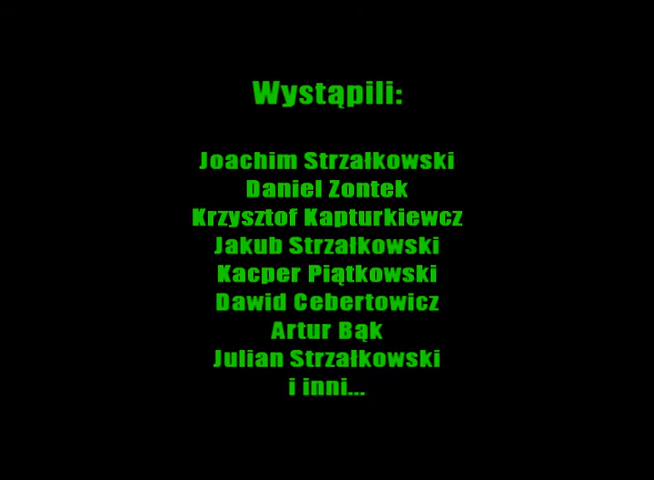 Wystąpili:
Joachim Strzałkowski
Daniel Zontek
Krzysztof Kapturkiewcz
Jakub Strzałkowski
Kacper Piątkowski
Dawid Cebertowicz
Artur Bąk
Julian Strzałkowski
i inni...